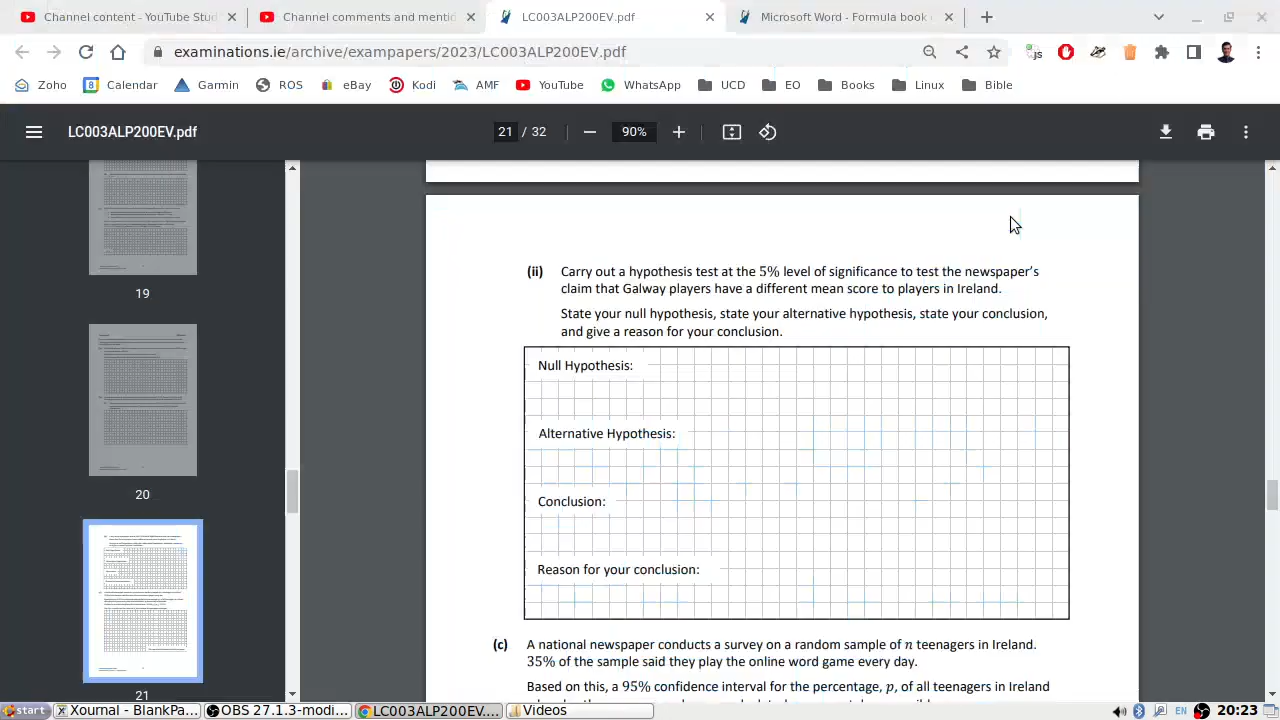 Channel content - YouTube Stud
Channel comments and mentio
LC003ALP200EV.pdf
Microsoft Word - Formula book
examinations.ie/archive/exampapers/2023/LC003ALP200EV.pdf
Zoho
Calendar
Garmin
ROS
eBay
Kodi
AMF
YouTube
WhatsApp
UCD
EO
Books
Linux
Bible
LC003ALP200EV.pdf
21 / 32
90%
19
20
21
(ii) Carry out a hypothesis test at the 5% level of significance to test the newspaper's
claim that Galway players have a different mean score to players in Ireland.
State your null hypothesis, state your alternative hypothesis, state your conclusion,
and give a reason for your conclusion.
Null Hypothesis:
Alternative Hypothesis:
Conclusion:
Reason for your conclusion:
(c) A national newspaper conducts a survey on a random sample of n teenagers in Ireland.
35% of the sample said they play the online word game every day.
Based on this, a 95% confidence interval for the percentage, p, of all teenagers in Ireland
start
Xournal - BlankPa...
OBS 27.1.3-modi...
LC003ALP200EV....
Videos
EN
20:23